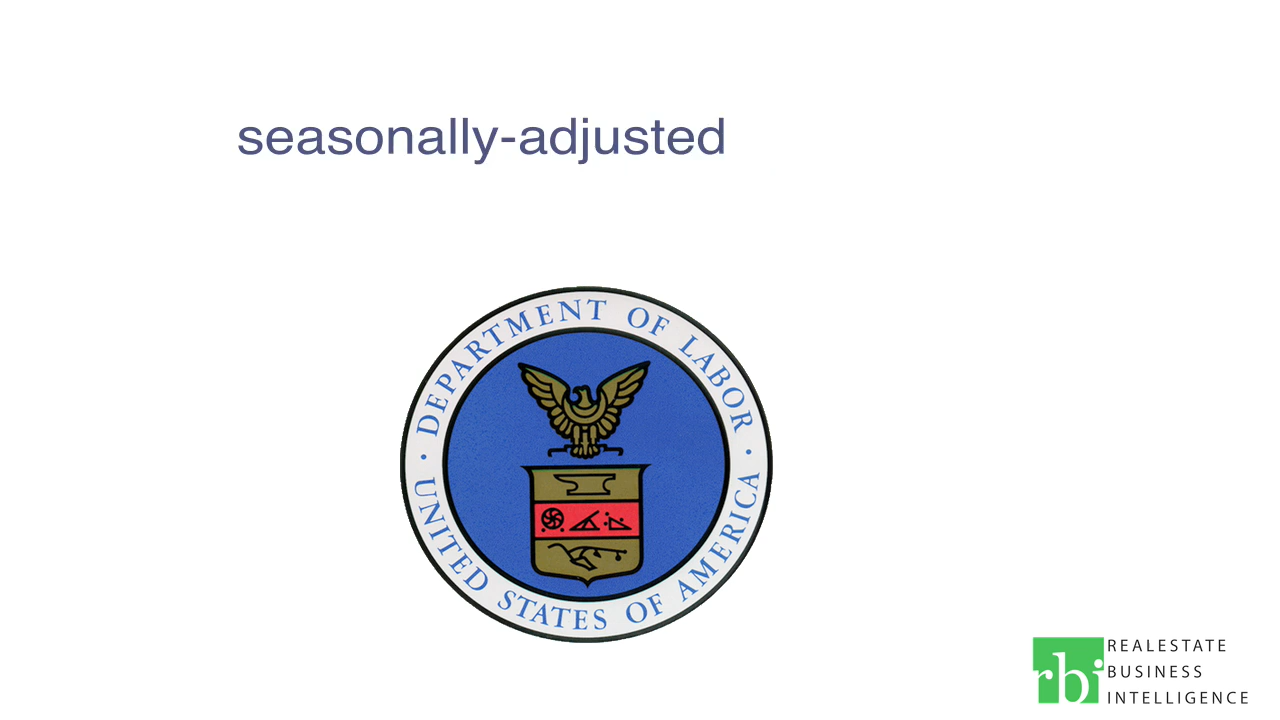 seasonally-adjusted
DEPARTMENT OF LABOR
UNITED STATES OF AMERICA
rbi
REALESTATE
BUSINESS
INTELLIGENCE